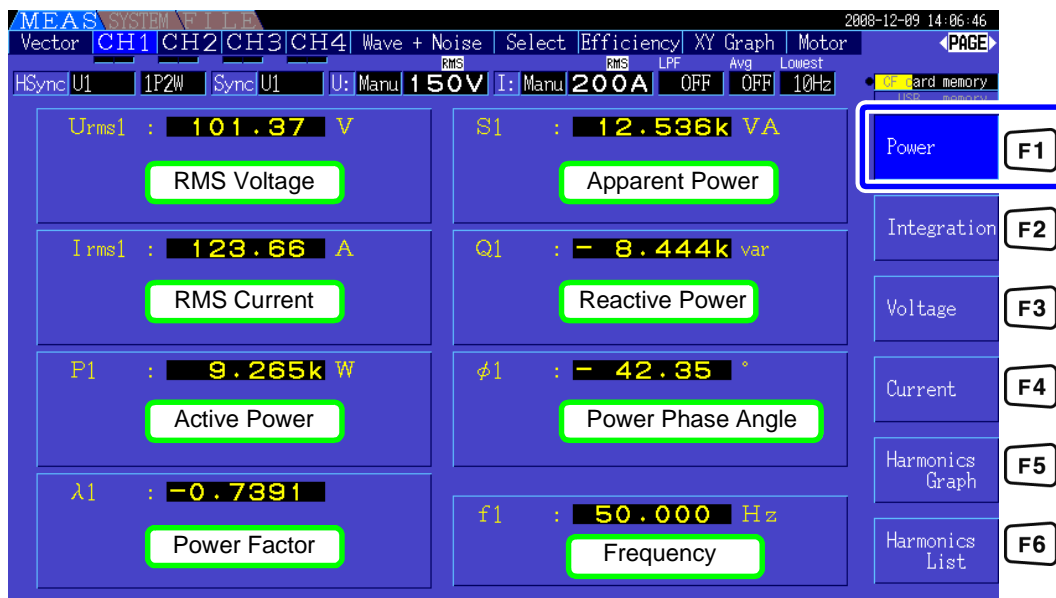 MEAS SYSTEM FILE 2008-12-09 14:06:46
Vector CH1 CH2 CH3 CH4 Wave + Noise Select Efficiency XY Graph Motor PAGE
RMS RMS LPF Avg Lowest
HSync U1 1P2W Sync U1 U: Manu 150V I: Manu 200A OFF OFF 10Hz
CF card memory
USB memory
Urms1 : 101.37 V
RMS Voltage
S1 : 12.536k VA
Apparent Power
Irms1 : 123.66 A
RMS Current
Q1 : - 8.444k var
Reactive Power
P1 : 9.265k W
Active Power
φ1 : - 42.35 °
Power Phase Angle
λ1 : -0.7391
Power Factor
f1 : 50.000 Hz
Frequency
Power F1
Integration F2
Voltage F3
Current F4
Harmonics
Graph F5
Harmonics
List F6